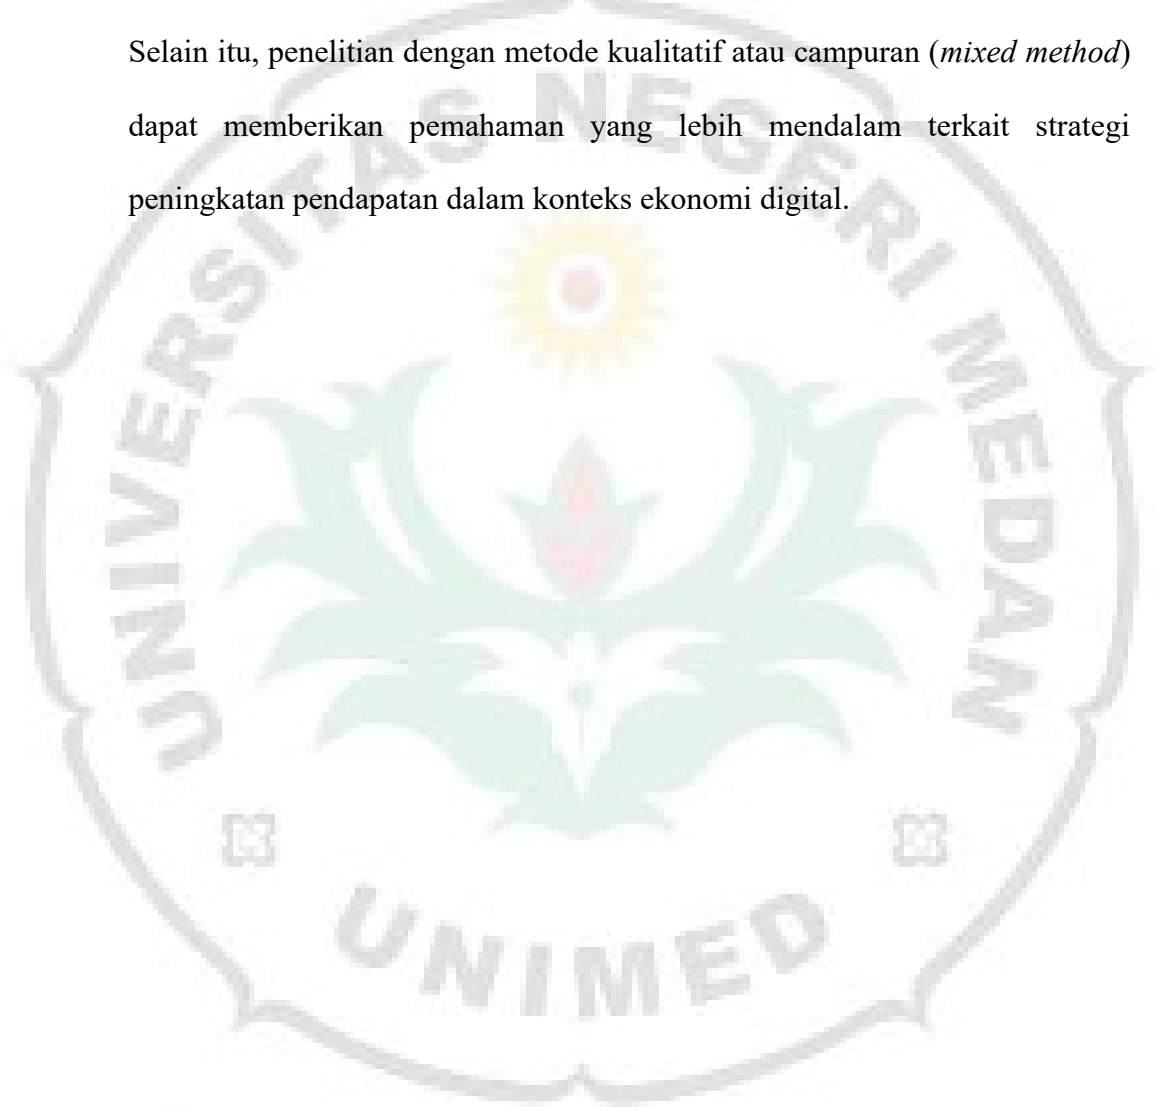 Selain itu, penelitian dengan metode kualitatif atau campuran (mixed method)
dapat memberikan pemahaman yang lebih mendalam terkait strategi
peningkatan pendapatan dalam konteks ekonomi digital.
UNIVERSITAS NEGERI MEDAN
UNIMED